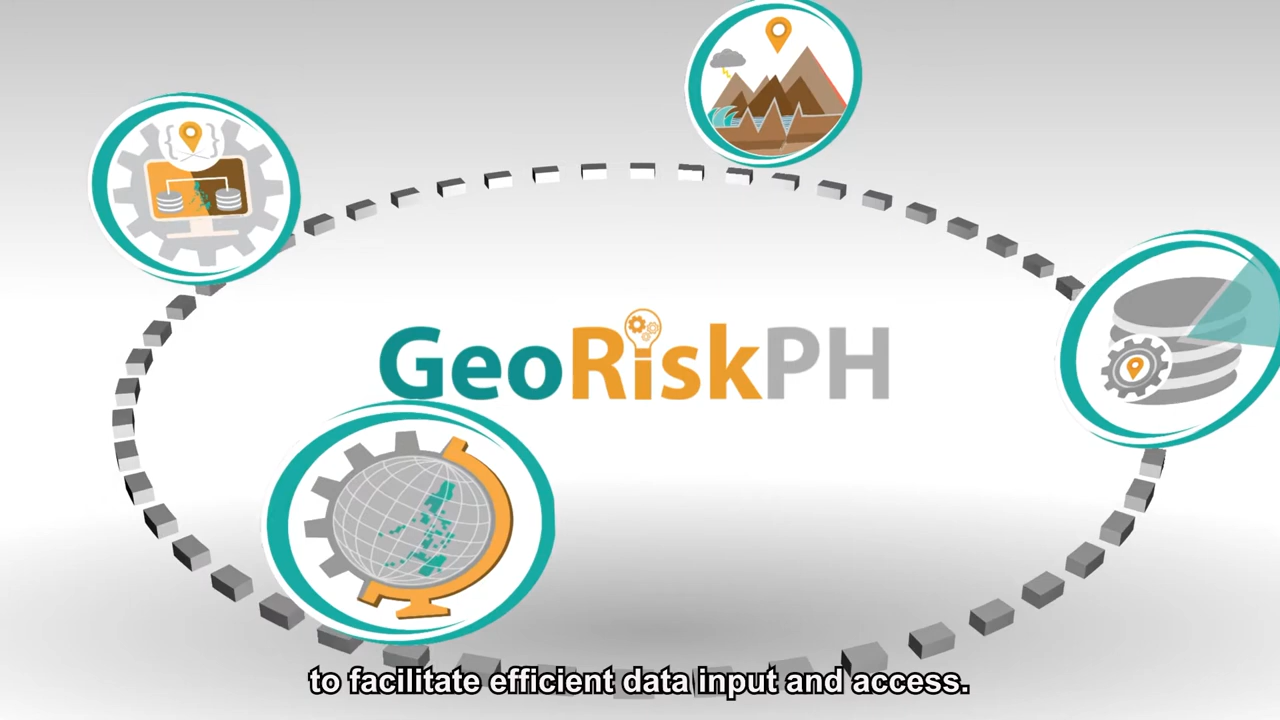 GeoRiskPH
to facilitate efficient data input and access.